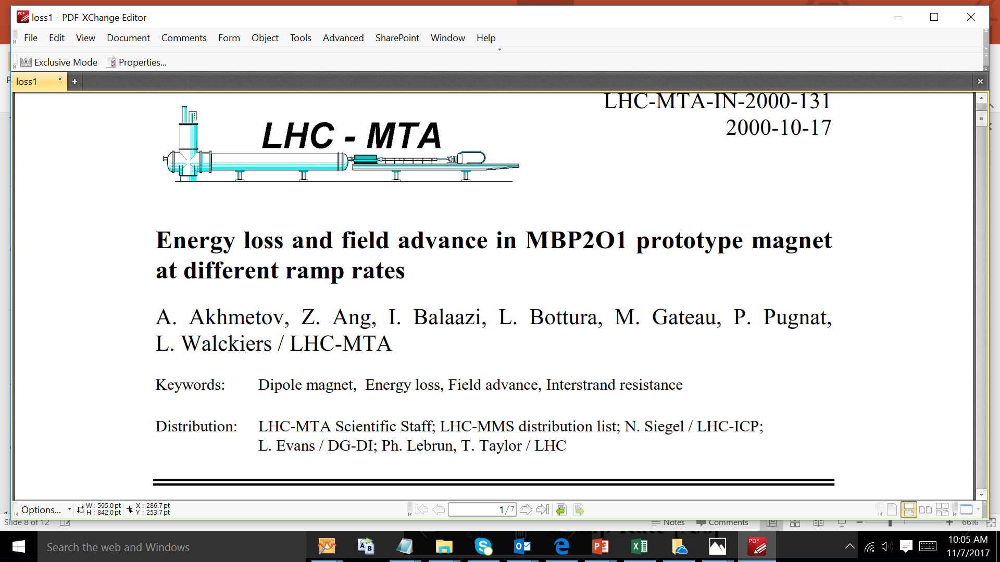 loss1 - PDF-XChange Editor
File Edit View Document Comments Form Object Tools Advanced SharePoint Window Help
Exclusive Mode Properties...
loss1
LHC-MTA-IN-2000-131
2000-10-17
LHC - MTA
Energy loss and field advance in MBP2O1 prototype magnet
at different ramp rates
A. Akhmetov, Z. Ang, I. Balaazi, L. Bottura, M. Gateau, P. Pugnat,
L. Walckiers / LHC-MTA
Keywords: Dipole magnet, Energy loss, Field advance, Interstrand resistance
Distribution: LHC-MTA Scientific Staff; LHC-MMS distribution list; N. Siegel / LHC-ICP;
L. Evans / DG-DI; Ph. Lebrun, T. Taylor / LHC
Options... W: 595.0 pt X: 286.7 pt 1 / 7
H: 842.0 pt Y: 253.7 pt
Slide 8 of 12 Notes Comments 66%
Search the web and Windows
10:05 AM
11/7/2017